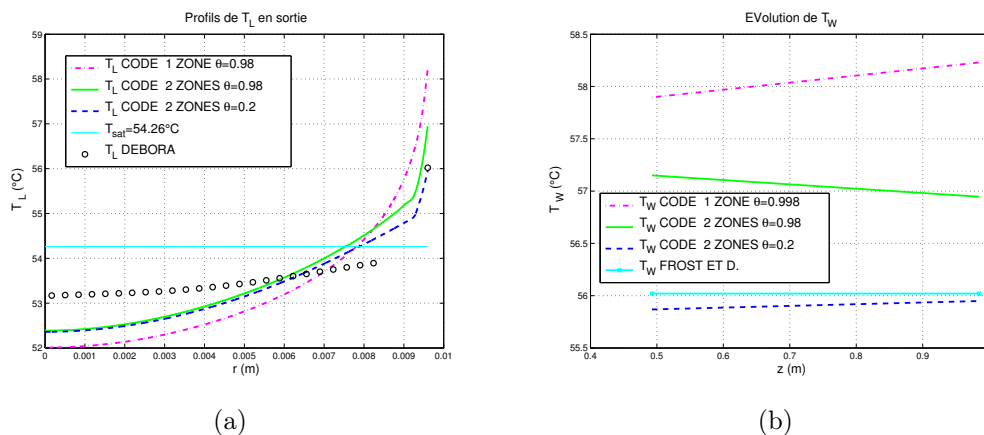 Profils de T_L en sortie
59
58
57
56
55
54
53
52
T_L (°C)
T_L CODE 1 ZONE θ=0.98
T_L CODE 2 ZONES θ=0.98
T_L CODE 2 ZONES θ=0.2
T_sat=54.26°C
T_L DEBORA
0 0.001 0.002 0.003 0.004 0.005 0.006 0.007 0.008 0.009 0.01
r (m)
(a)
EVolution de T_W
58.5
58
57.5
57
56.5
56
55.5
T_W (°C)
T_W CODE 1 ZONE θ=0.998
T_W CODE 2 ZONES θ=0.98
T_W CODE 2 ZONES θ=0.2
T_W FROST ET D.
0.4 0.5 0.6 0.7 0.8 0.9
z (m)
(b)